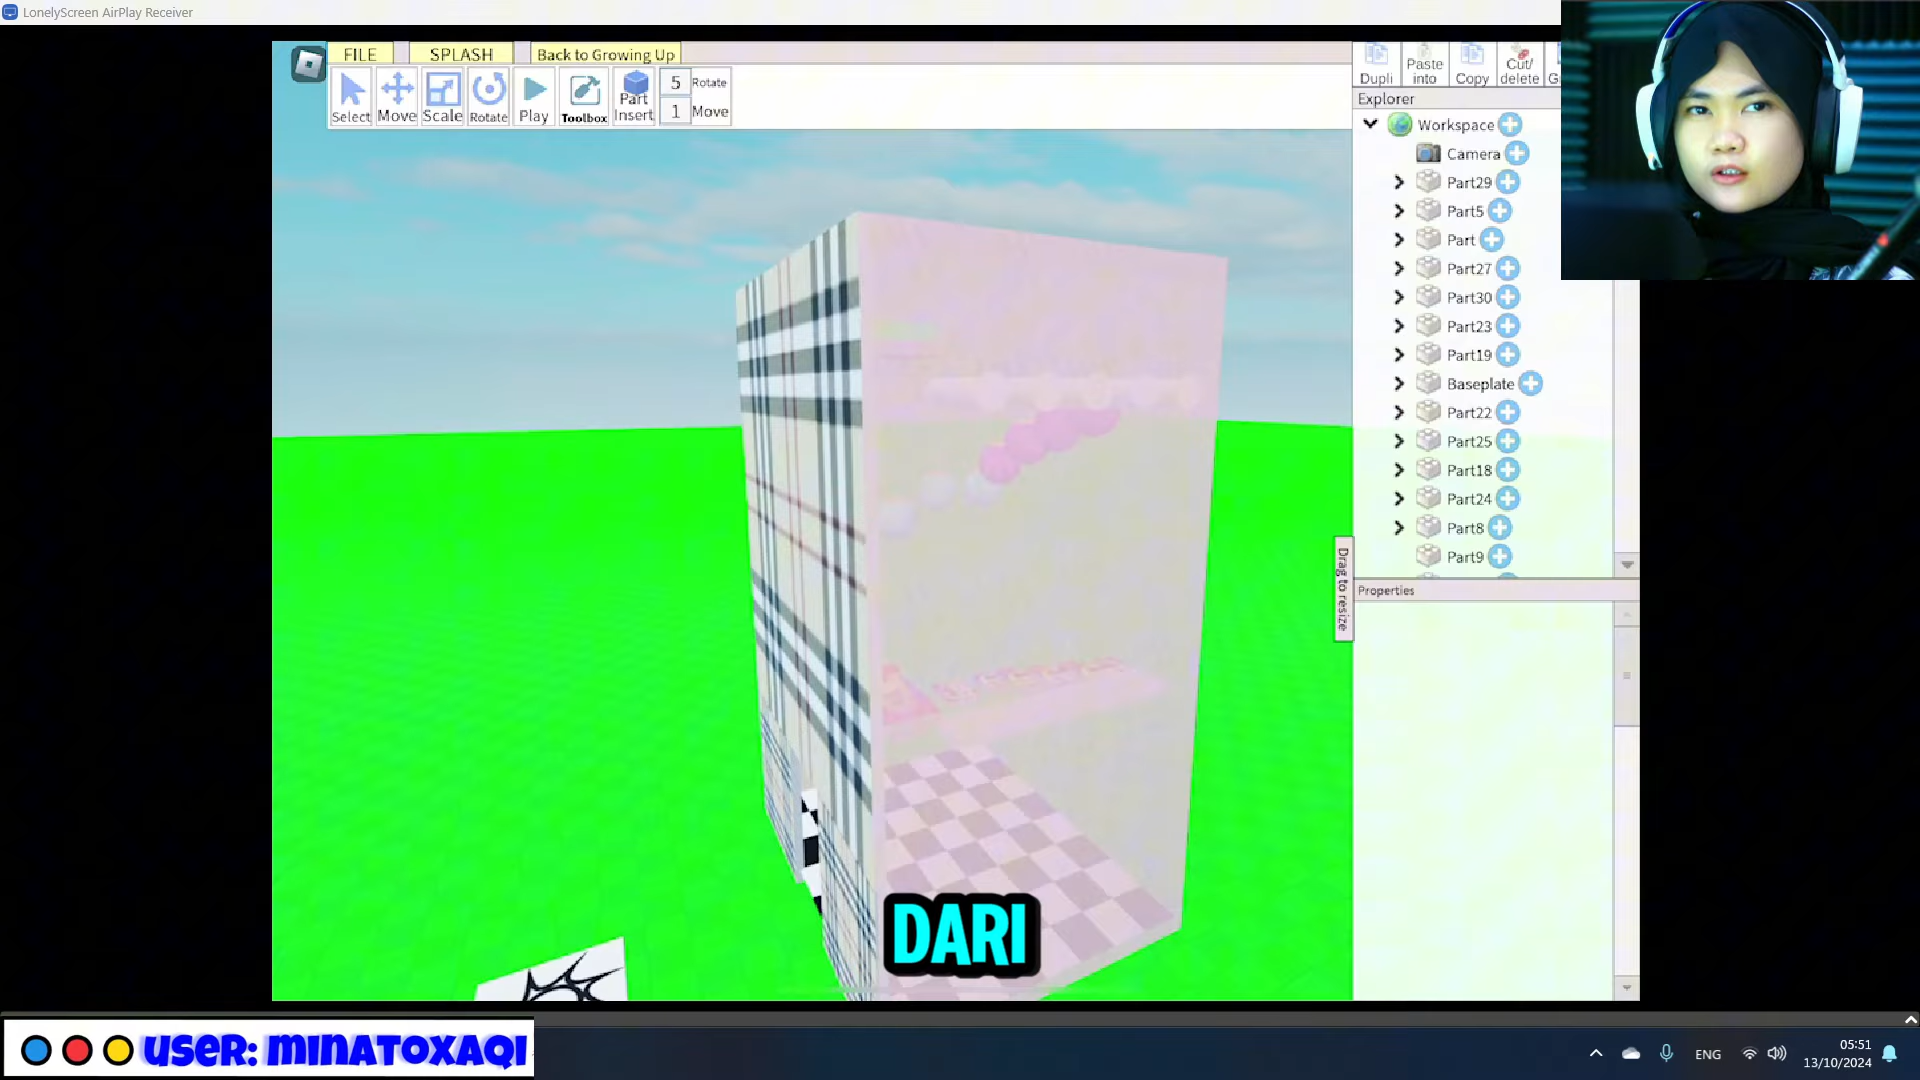 LonelyScreen AirPlay Receiver
FILE
SPLASH
Back to Growing Up
Select
Move
Scale
Rotate
Play
Toolbox
Part
Insert
5 Rotate
1 Move
Dupli
Paste
into
Copy
Cut/
delete
G
Explorer
Workspace
Camera
Part29
Part5
Part
Part27
Part30
Part23
Part19
Baseplate
Part22
Part25
Part18
Part24
Part8
Part9
Drag to resize
Properties
DARI
user: minatoxaqi
ENG
05:51
13/10/2024